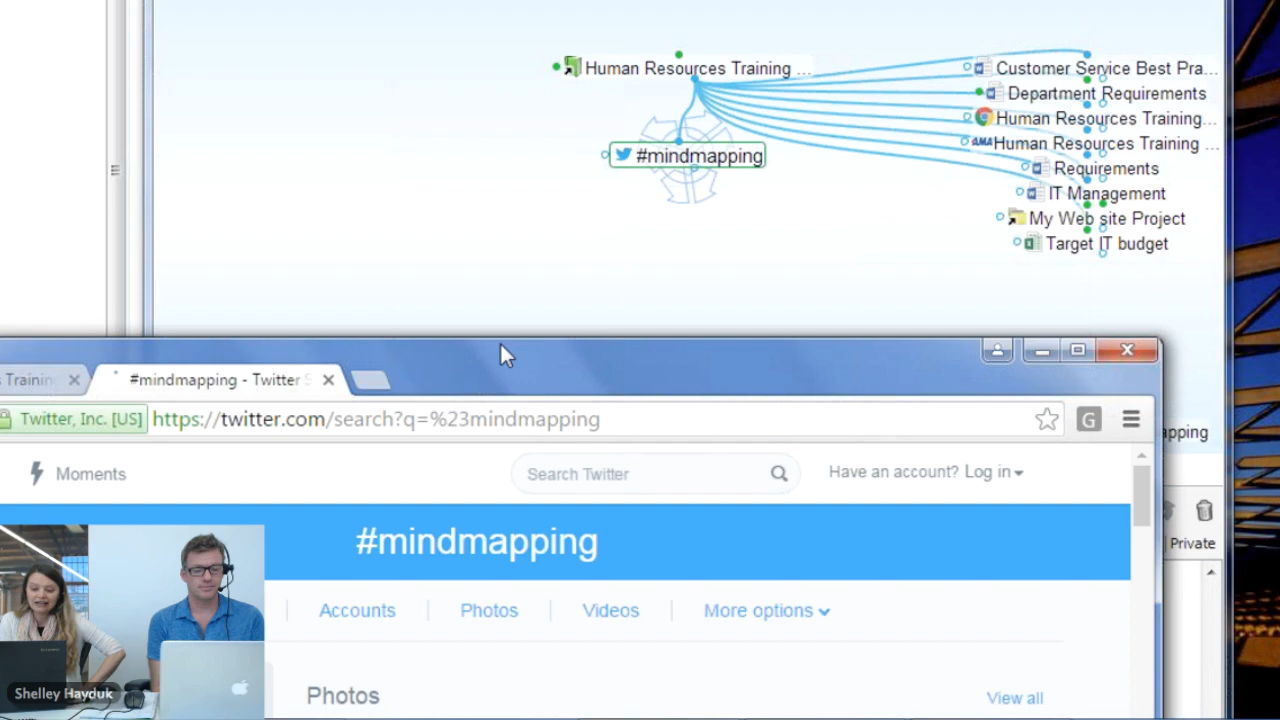 Human Resources Training ...
#mindmapping
Customer Service Best Pra...
Department Requirements
Human Resources Training...
AMA Human Resources Training ...
Requirements
IT Management
My Web site Project
Target IT budget
apping
Private
s Trainin
#mindmapping - Twitter S
Twitter, Inc. [US] https://twitter.com/search?q=%23mindmapping
G
Moments
Search Twitter
Have an account? Log in
#mindmapping
Accounts
Photos
Videos
More options
Photos
View all
Shelley Hayduk